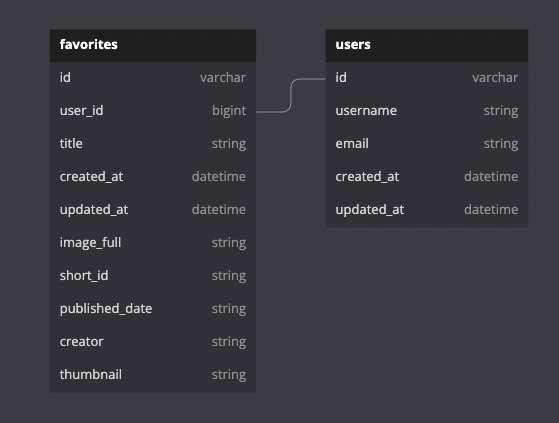 favorites
id varchar
user_id bigint
title string
created_at datetime
updated_at datetime
image_full string
short_id string
published_date string
creator string
thumbnail string
users
id varchar
username string
email string
created_at datetime
updated_at datetime